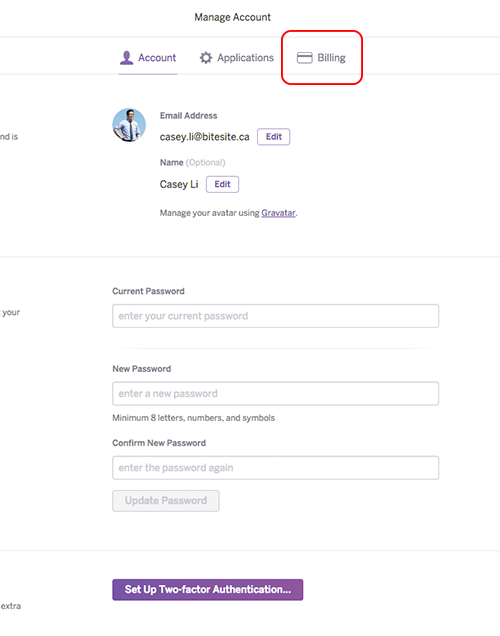 Manage Account
Account Applications Billing
Email Address
nd is
casey.li@bitesite.ca Edit
Name (Optional)
Casey Li Edit
Manage your avatar using Gravatar.
Current Password
your
enter your current password
New Password
enter a new password
Minimum 8 letters, numbers, and symbols
Confirm New Password
enter the password again
Update Password
Set Up Two-factor Authentication...
extra